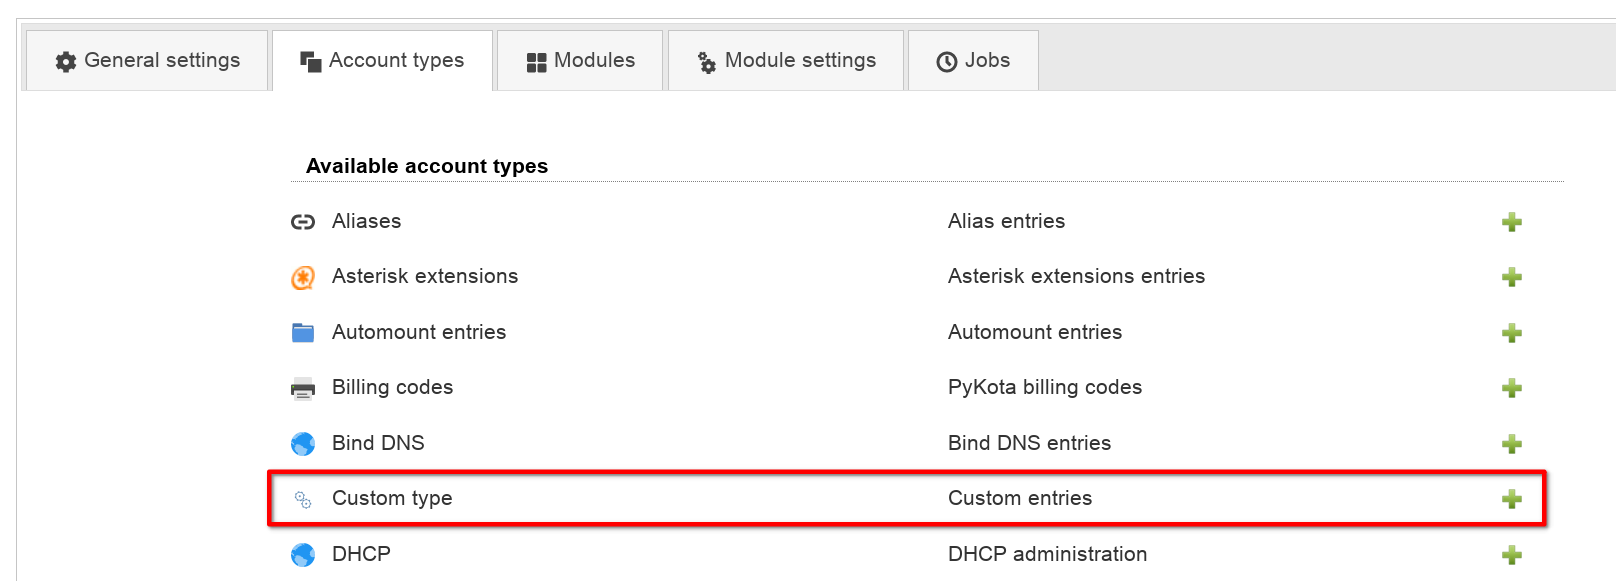 General settings Account types Modules Module settings Jobs
Available account types
Aliases Alias entries
Asterisk extensions Asterisk extensions entries
Automount entries Automount entries
Billing codes PyKota billing codes
Bind DNS Bind DNS entries
Custom type Custom entries
DHCP DHCP administration